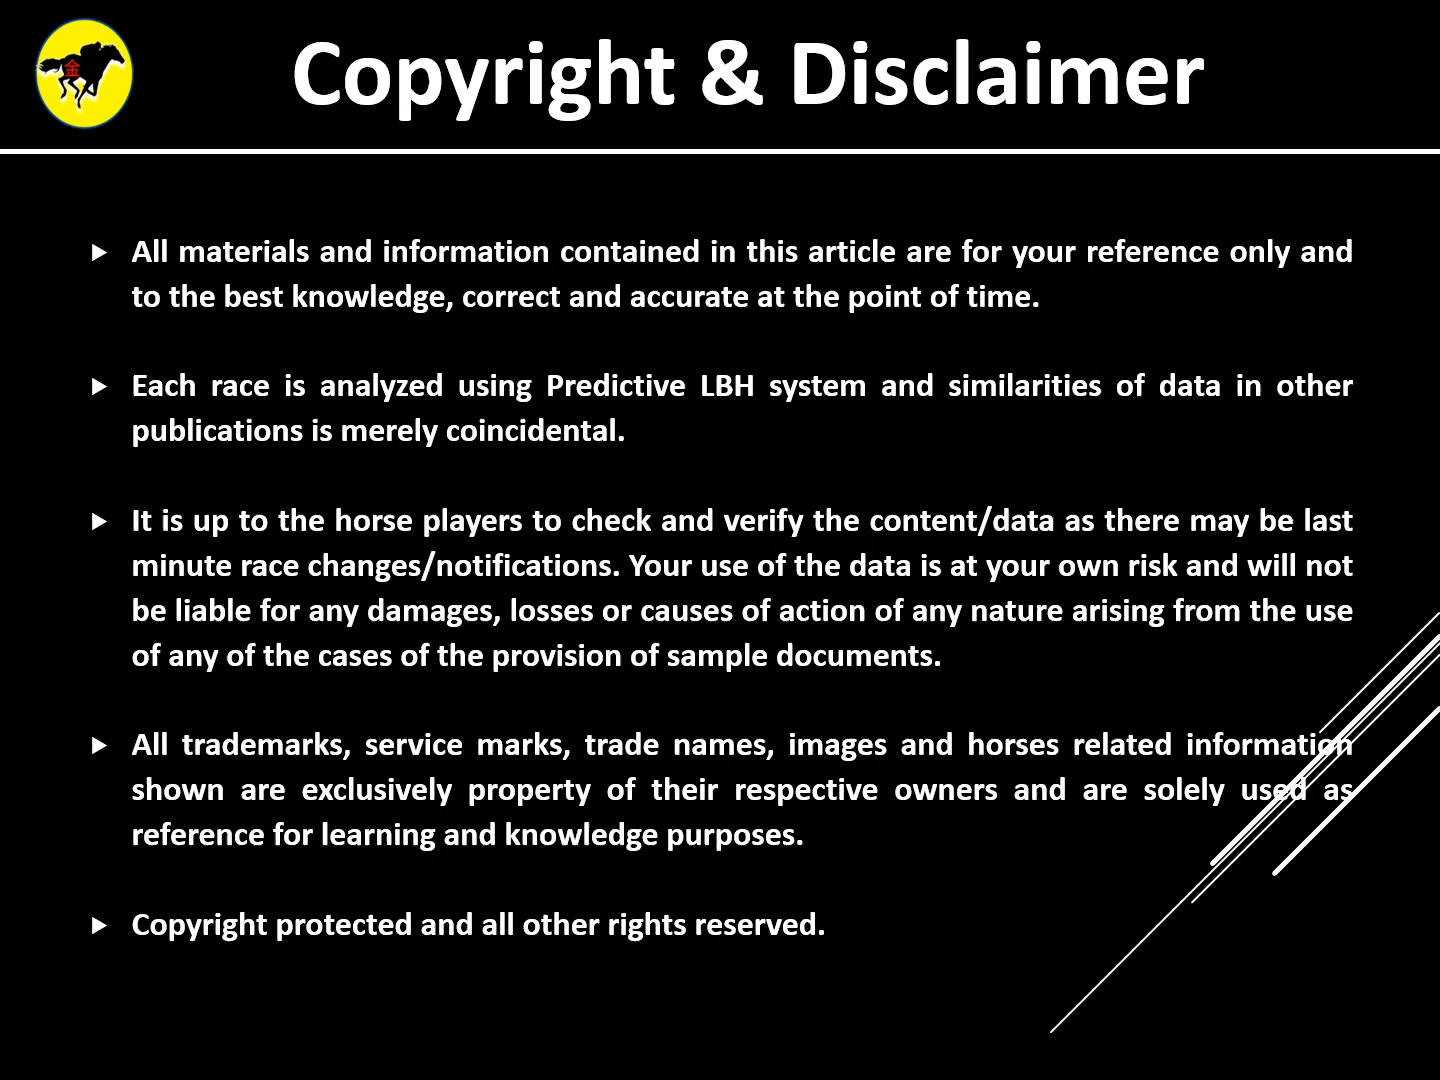 金
Copyright & Disclaimer
All materials and information contained in this article are for your reference only and
to the best knowledge, correct and accurate at the point of time.
Each race is analyzed using Predictive LBH system and similarities of data in other
publications is merely coincidental.
It is up to the horse players to check and verify the content/data as there may be last
minute race changes/notifications. Your use of the data is at your own risk and will not
be liable for any damages, losses or causes of action of any nature arising from the use
of any of the cases of the provision of sample documents.
All trademarks, service marks, trade names, images and horses related information
shown are exclusively property of their respective owners and are solely used as
reference for learning and knowledge purposes.
Copyright protected and all other rights reserved.